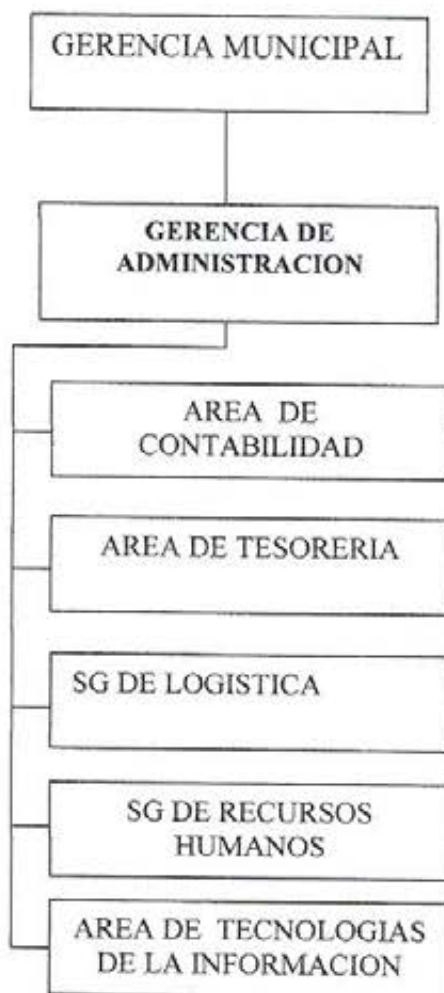 GERENCIA MUNICIPAL
GERENCIA DE
ADMINISTRACION
AREA DE
CONTABILIDAD
AREA DE TESORERIA
SG DE LOGISTICA
SG DE RECURSOS
HUMANOS
AREA DE TECNOLOGIAS
DE LA INFORMACION